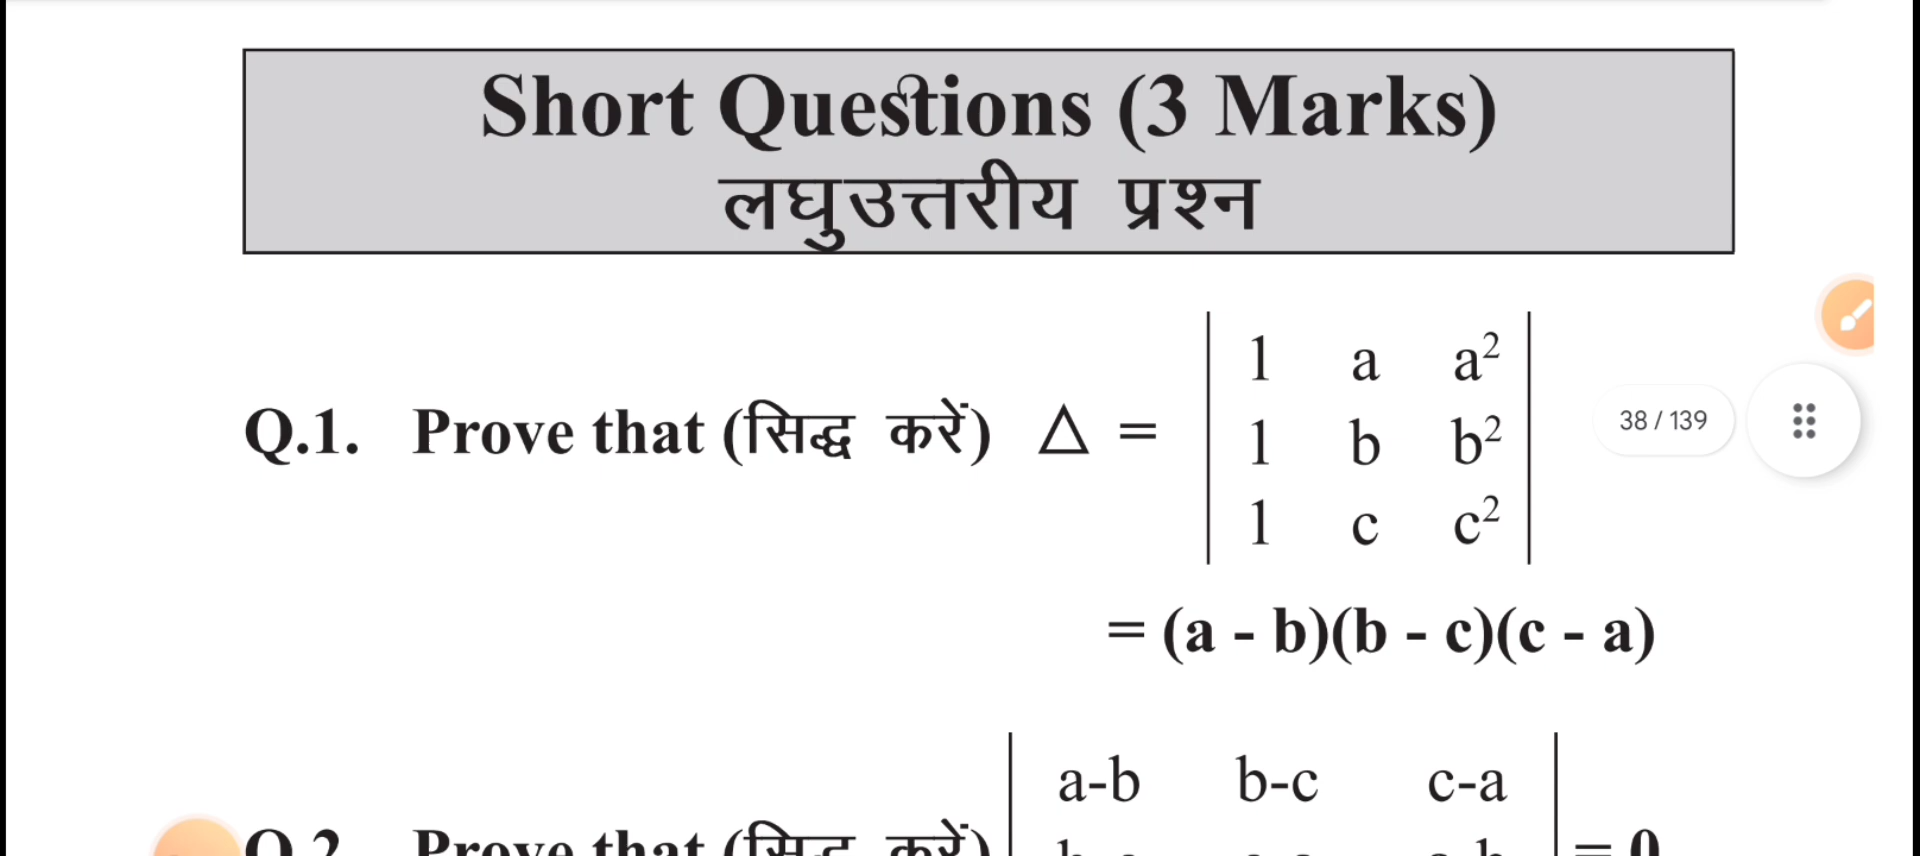 Short Questions (3 Marks)
लघुउत्तरीय प्रश्न
Q.1. Prove that (सिद्ध करें) △ = | 1 a a² |
| 1 b b² |
| 1 c c² |
38 / 139
= (a - b)(b - c)(c - a)
a-b b-c c-a
Q.2. Prove that (सिद्ध करें) = 0